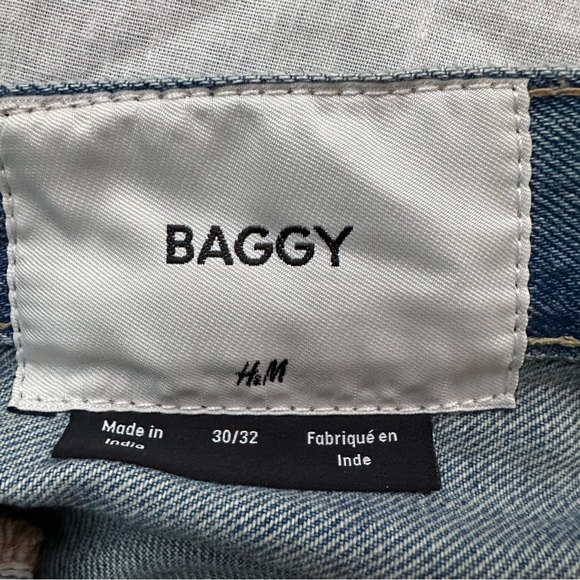 BAGGY
H&M
Made in 30/32 Fabriqué en
India Inde